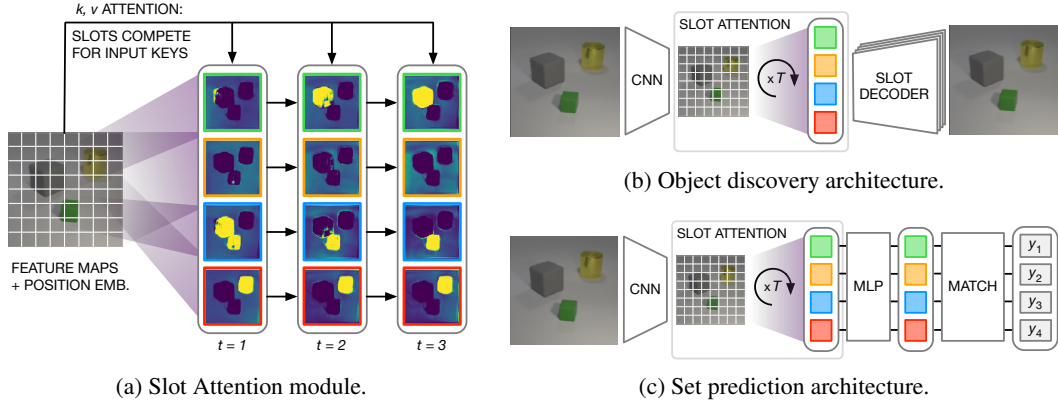 k, v ATTENTION:
SLOTS COMPETE
FOR INPUT KEYS
FEATURE MAPS
+ POSITION EMB.
t = 1
t = 2
t = 3
(a) Slot Attention module.
SLOT ATTENTION
CNN
x T
SLOT
DECODER
(b) Object discovery architecture.
SLOT ATTENTION
CNN
x T
MLP
MATCH
y1
y2
y3
y4
(c) Set prediction architecture.